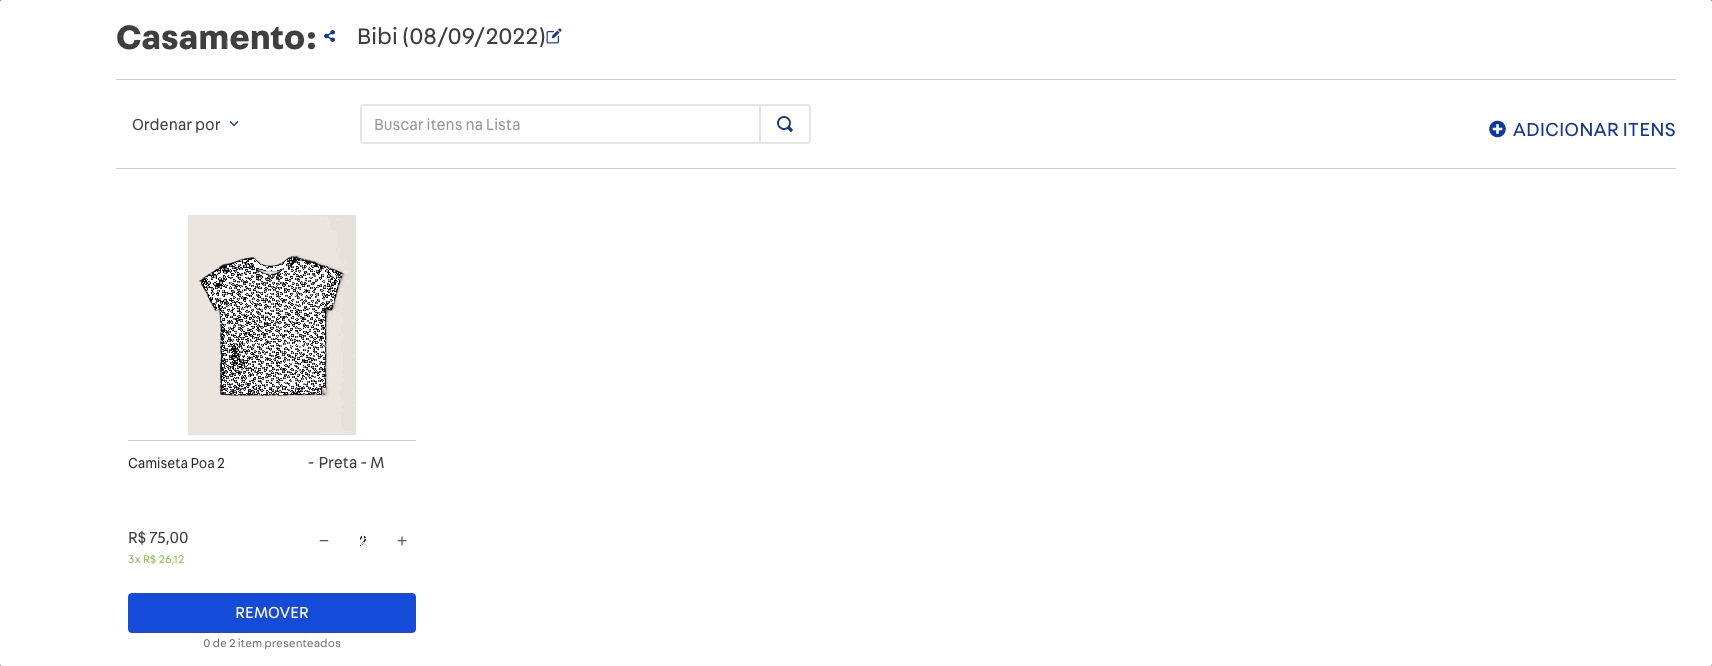 Casamento: Bibi (08/09/2022)
Ordenar por
Buscar itens na Lista
ADICIONAR ITENS
Camiseta Poa 2 - Preta - M
R$ 75,00 − 2 +
3x R$ 26,12
REMOVER
0 de 2 item presenteados